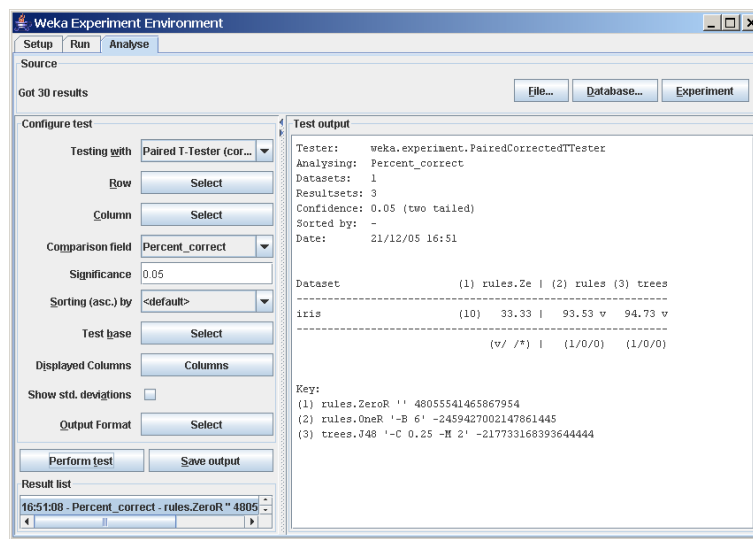 Weka Experiment Environment
Setup Run Analyse
Source
Got 30 results
File... Database... Experiment
Configure test
Testing with Paired T-Tester (cor...
Row Select
Column Select
Comparison field Percent_correct
Significance 0.05
Sorting (asc.) by <default>
Test base Select
Displayed Columns Columns
Show std. deviations
Output Format Select
Perform test Save output
Result list
16:51:08 - Percent_correct - rules.ZeroR '' 4805
Test output
Tester: weka.experiment.PairedCorrectedTTester
Analysing: Percent_correct
Datasets: 1
Resultsets: 3
Confidence: 0.05 (two tailed)
Sorted by: -
Date: 21/12/05 16:51
Dataset (1) rules.Ze | (2) rules (3) trees
--------------------------------------------------------------
iris (10) 33.33 | 93.53 v 94.73 v
--------------------------------------------------------------
(v/ /*) | (1/0/0) (1/0/0)
Key:
(1) rules.ZeroR '' 48055541465867954
(2) rules.OneR '-B 6' -2459427002147861445
(3) trees.J48 '-C 0.25 -M 2' -217733168393644444